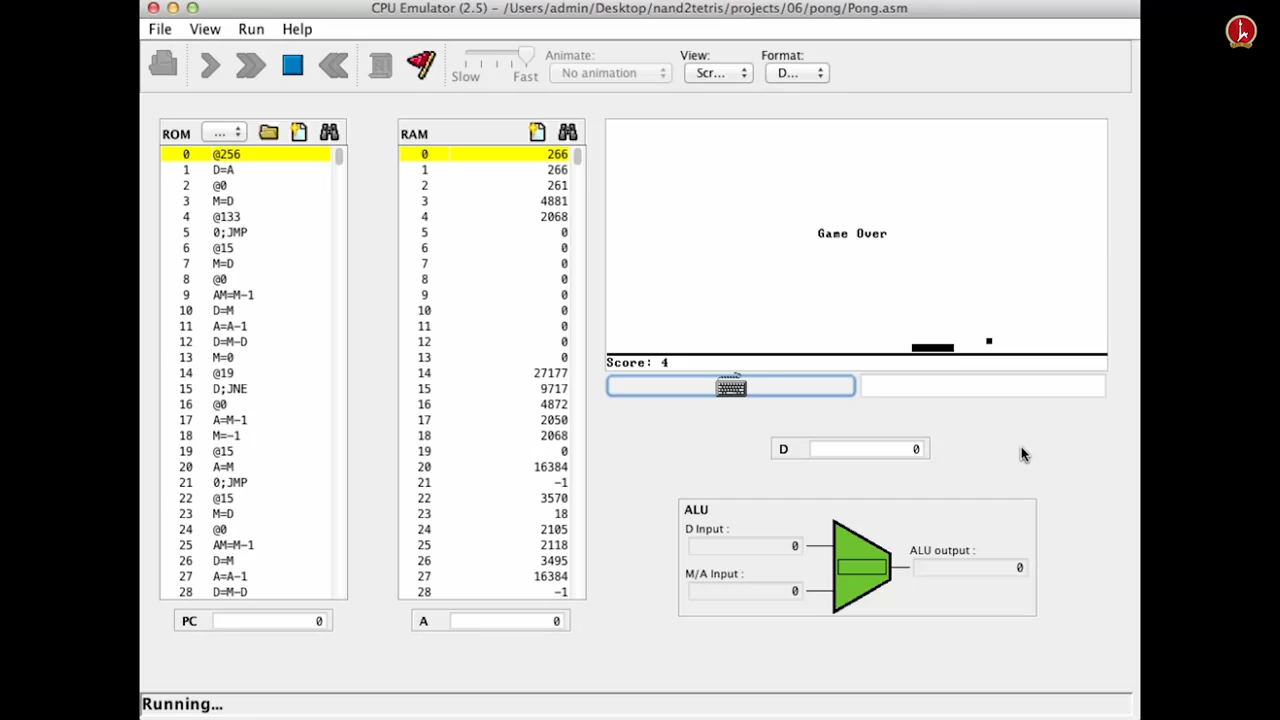 CPU Emulator (2.5) - /Users/admin/Desktop/nand2tetris/projects/06/pong/Pong.asm
File View Run Help
Animate: View: Format:
Slow Fast No animation Scr... D...
ROM ...
0 @256
1 D=A
2 @0
3 M=D
4 @133
5 0;JMP
6 @15
7 M=D
8 @0
9 AM=M-1
10 D=M
11 A=A-1
12 D=M-D
13 M=0
14 @19
15 D;JNE
16 @0
17 A=M-1
18 M=-1
19 @15
20 A=M
21 0;JMP
22 @15
23 M=D
24 @0
25 AM=M-1
26 D=M
27 A=A-1
28 D=M-D
PC 0
RAM
0 266
1 266
2 261
3 4881
4 2068
5 0
6 0
7 0
8 0
9 0
10 0
11 0
12 0
13 0
14 27177
15 9717
16 4872
17 2050
18 2068
19 0
20 16384
21 -1
22 3570
23 18
24 2105
25 2118
26 3495
27 16384
28 -1
A 0
Game Over
Score: 4
D 0
ALU
D Input :
0
M/A Input :
0
ALU output :
0
Running...